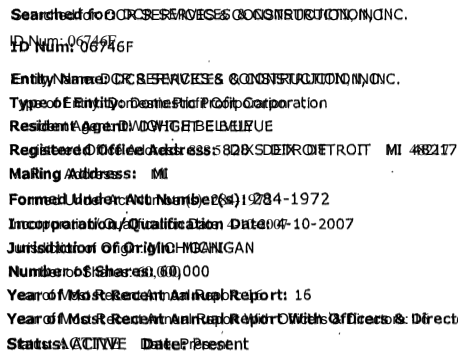 Searched for: DCR SERVICES & CONSTRUCTION, INC.
ID Num: 06746F
Entity Name: DCR SERVICES & CONSTRUCTION, INC.
Type of Entity: Domestic Profit Corporation
Resident Agent: DWIGHT E
Registered Office Address: 828 S DIX DETROIT MI 48217
Mailing Address: MI
Formed Under Act Number(s): 284-1972
Incorporation/Qualification Date: 4-10-2007
Jurisdiction of Origin: MICHIGAN
Number of Shares: 60,000
Year of Most Recent Annual Report: 16
Year of Most Recent Annual Report With Officers & Direct
Status: ACTIVE Date: Present